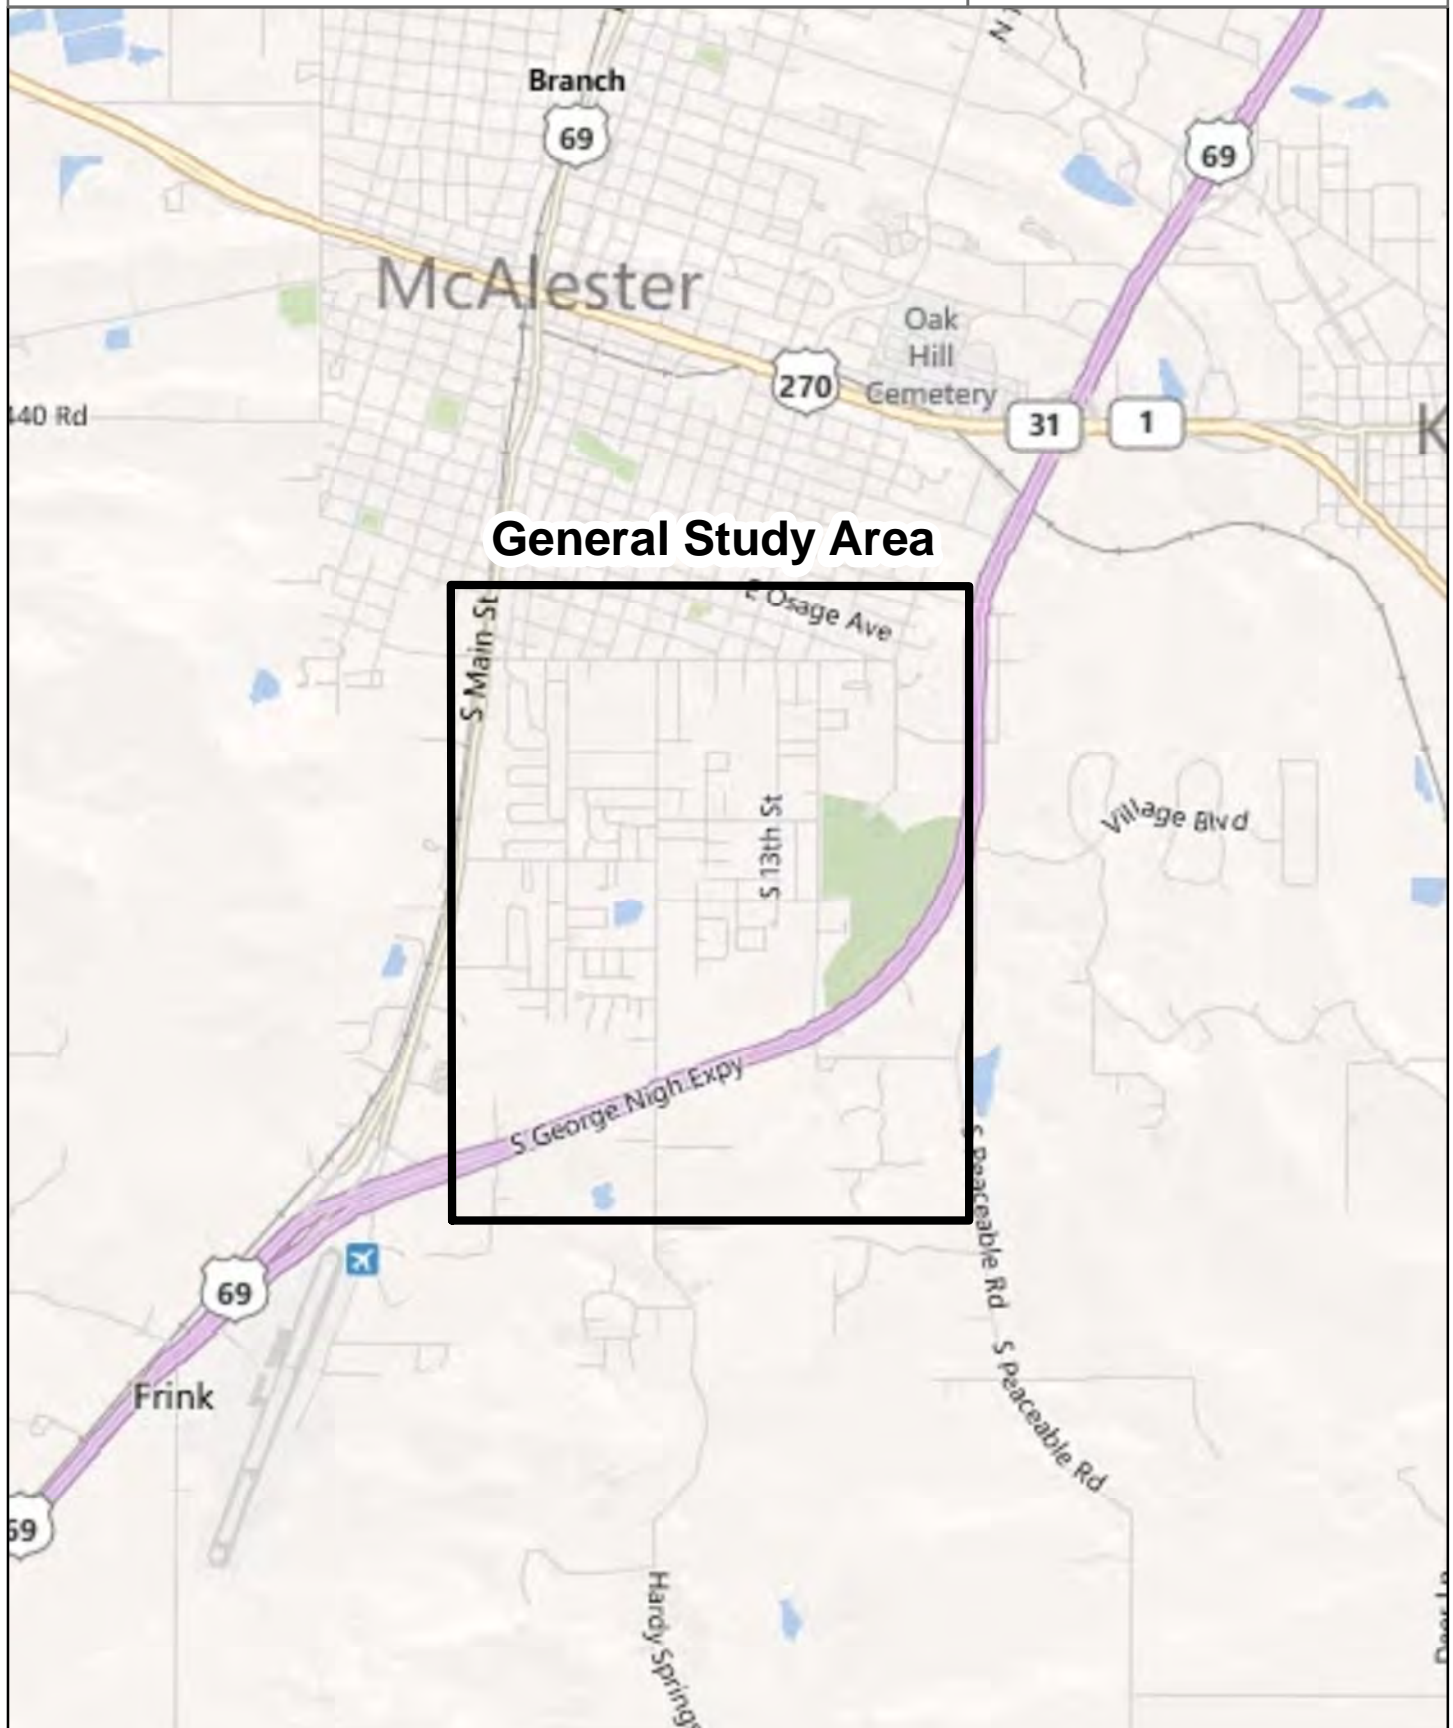 N
Branch
69
69
McAlester
Oak
Hill
Cemetery
270
31
1
K
440 Rd
General Study Area
E Osage Ave
S Main St
S 13th St
Village Blvd
S George Nigh Expy
S Peaceable Rd
69
S Peaceable Rd
Frink
69
Hardy Springs